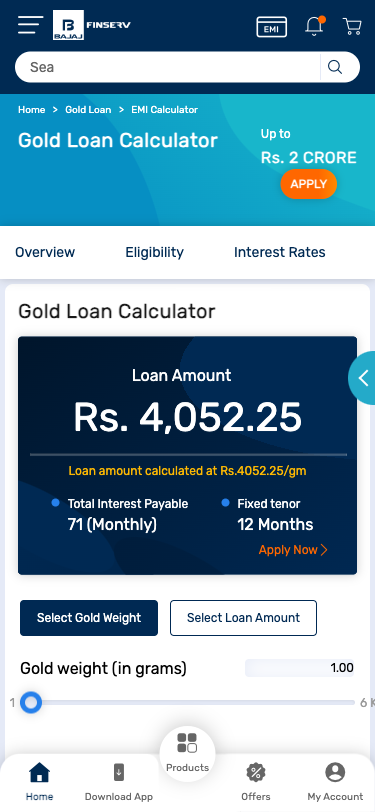 B
BAJAJ
FINSERV
EMI
Sea
Home > Gold Loan > EMI Calculator
Gold Loan Calculator
Up to
Rs. 2 CRORE
APPLY
Overview Eligibility Interest Rates
Gold Loan Calculator
Loan Amount
Rs. 4,052.25
Loan amount calculated at Rs.4052.25/gm
Total Interest Payable Fixed tenor
71 (Monthly) 12 Months
Apply Now >
Select Gold Weight Select Loan Amount
Gold weight (in grams) 1.00
1 6 K
Products
Home Download App Offers My Account